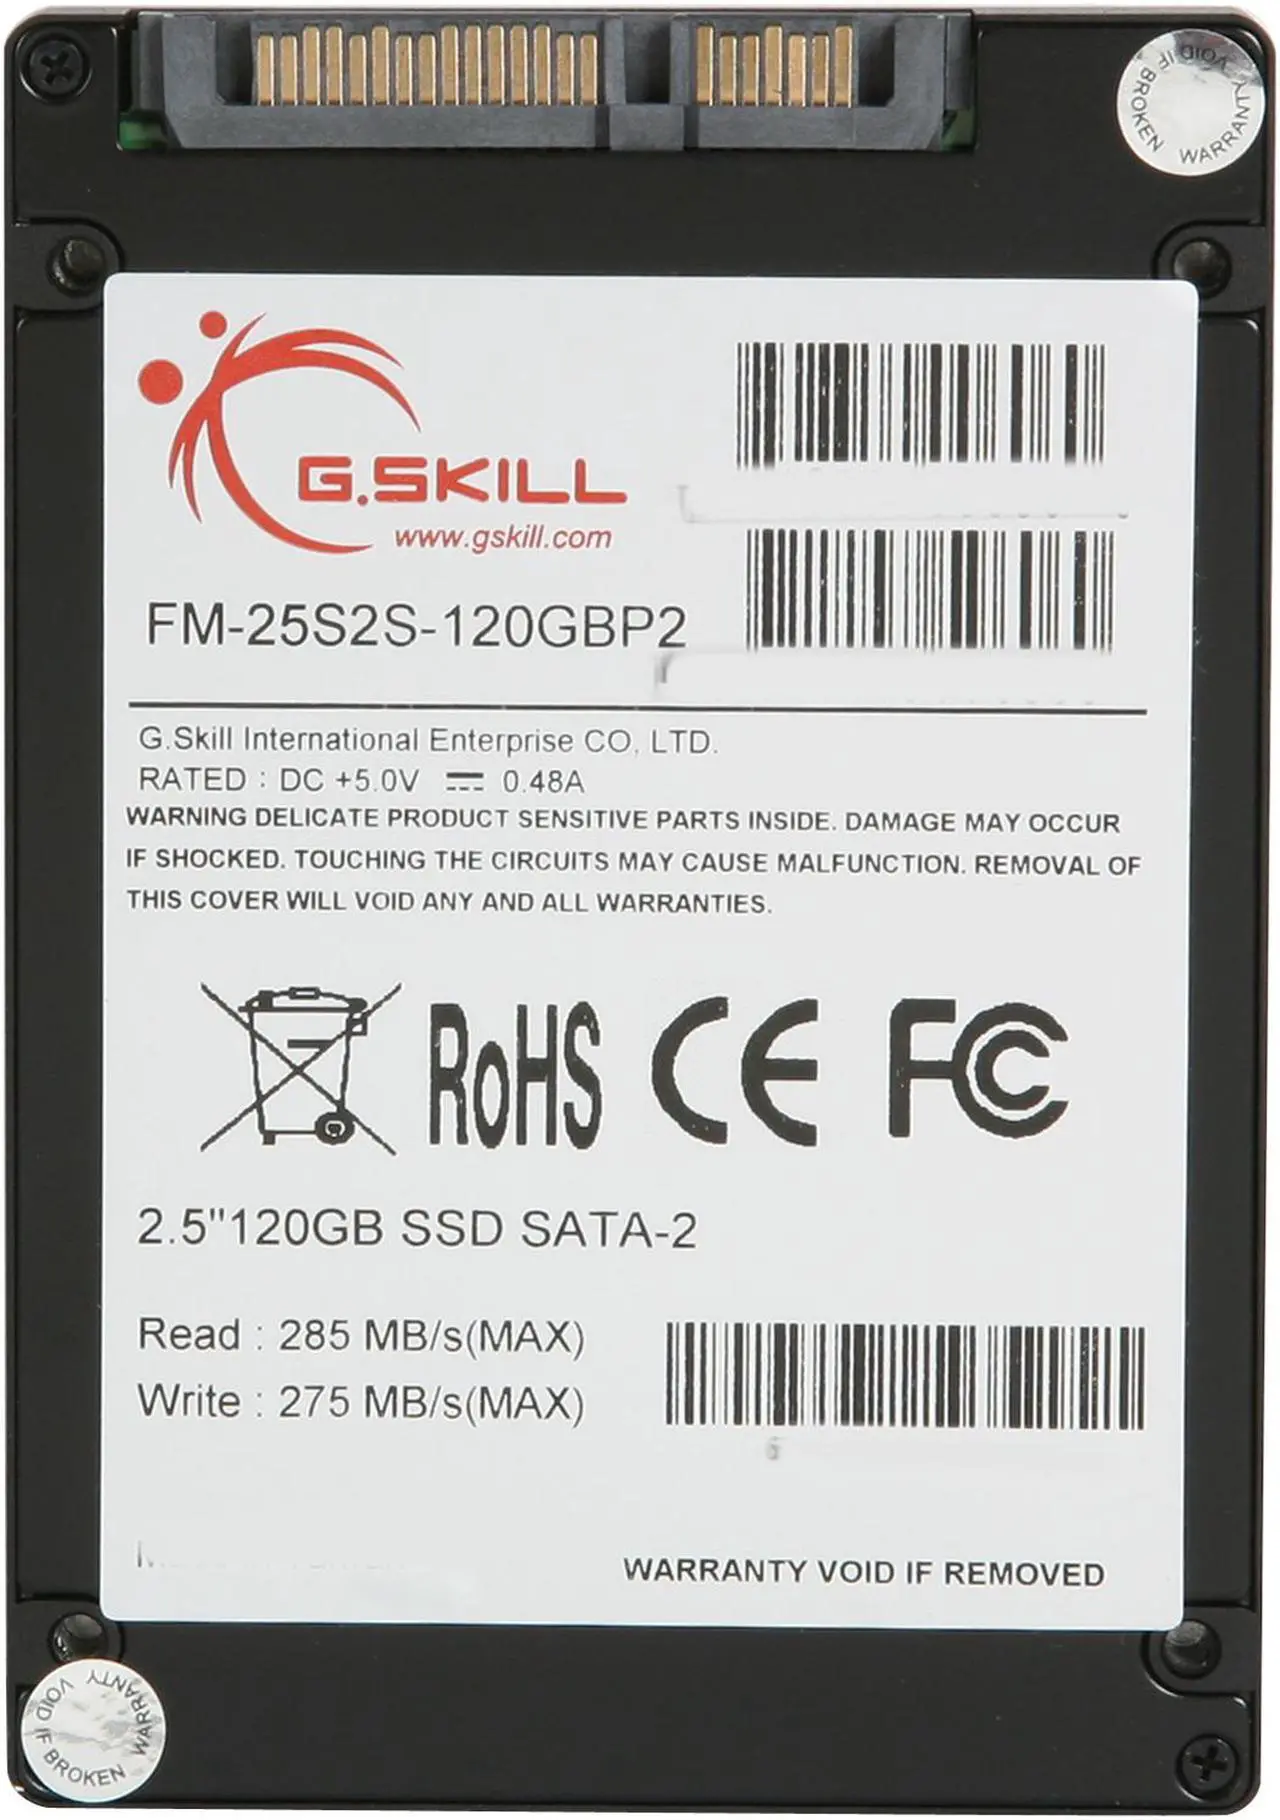 VOID IF BROKEN WARRANTY
G.SKILL
www.gskill.com
FM-25S2S-120GBP2
G.Skill International Enterprise CO, LTD.
RATED : DC +5.0V ⎓ 0.48A
WARNING DELICATE PRODUCT SENSITIVE PARTS INSIDE. DAMAGE MAY OCCUR
IF SHOCKED. TOUCHING THE CIRCUITS MAY CAUSE MALFUNCTION. REMOVAL OF
THIS COVER WILL VOID ANY AND ALL WARRANTIES.
RoHS CE FC
2.5"120GB SSD SATA-2
Read : 285 MB/s(MAX)
Write : 275 MB/s(MAX)
WARRANTY VOID IF REMOVED
WARRANTY VOID IF BROKEN